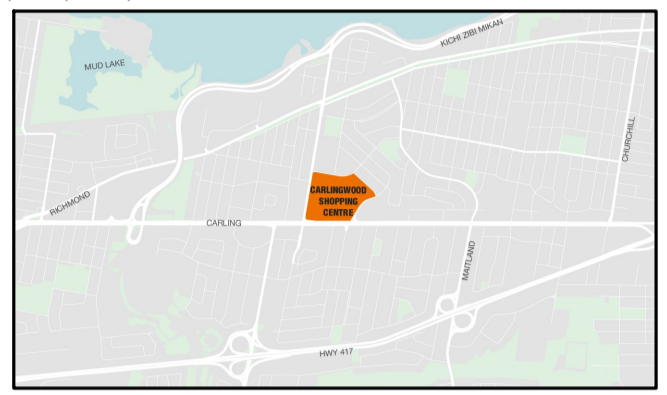 KICHI ZIBI MIKAN
MUD LAKE
CHURCHILL
RICHMOND
CARLINGWOOD
SHOPPING
CENTRE
CARLING
MAITLAND
HWY 417